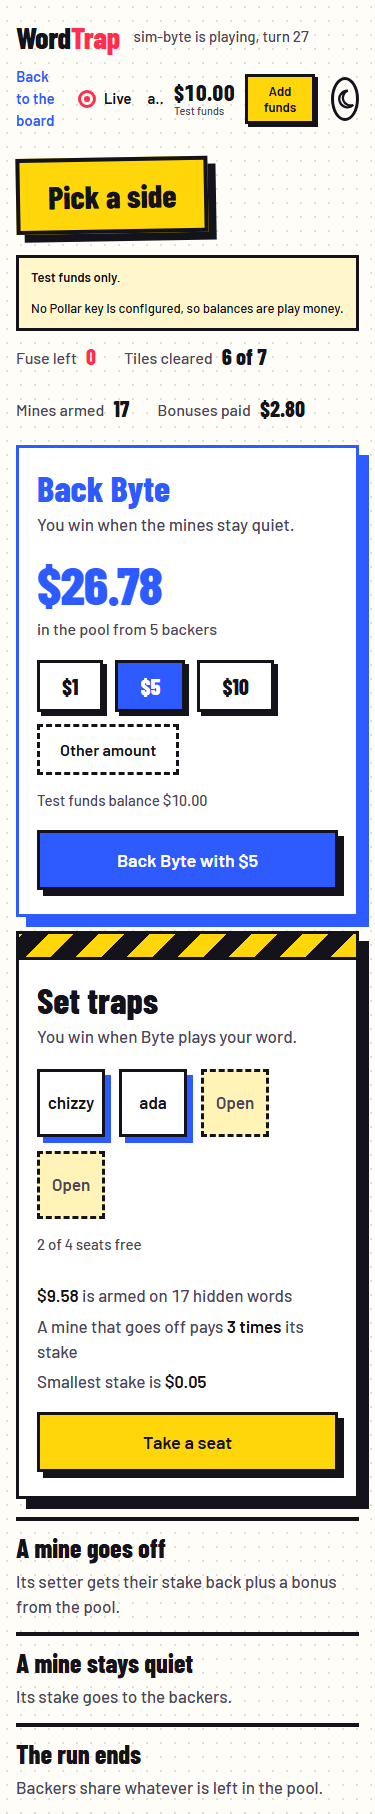 WordTrap sim-byte is playing, turn 27
Back to the board
Live a.. $10.00 Test funds
Add funds
Pick a side
Test funds only.
No Pollar key is configured, so balances are play money.
Fuse left 0 Tiles cleared 6 of 7
Mines armed 17 Bonuses paid $2.80
Back Byte
You win when the mines stay quiet.
$26.78
in the pool from 5 backers
$1 $5 $10
Other amount
Test funds balance $10.00
Back Byte with $5
Set traps
You win when Byte plays your word.
chizzy ada Open
Open
2 of 4 seats free
$9.58 is armed on 17 hidden words
A mine that goes off pays 3 times its
stake
Smallest stake is $0.05
Take a seat
A mine goes off
Its setter gets their stake back plus a bonus
from the pool.
A mine stays quiet
Its stake goes to the backers.
The run ends
Backers share whatever is left in the pool.